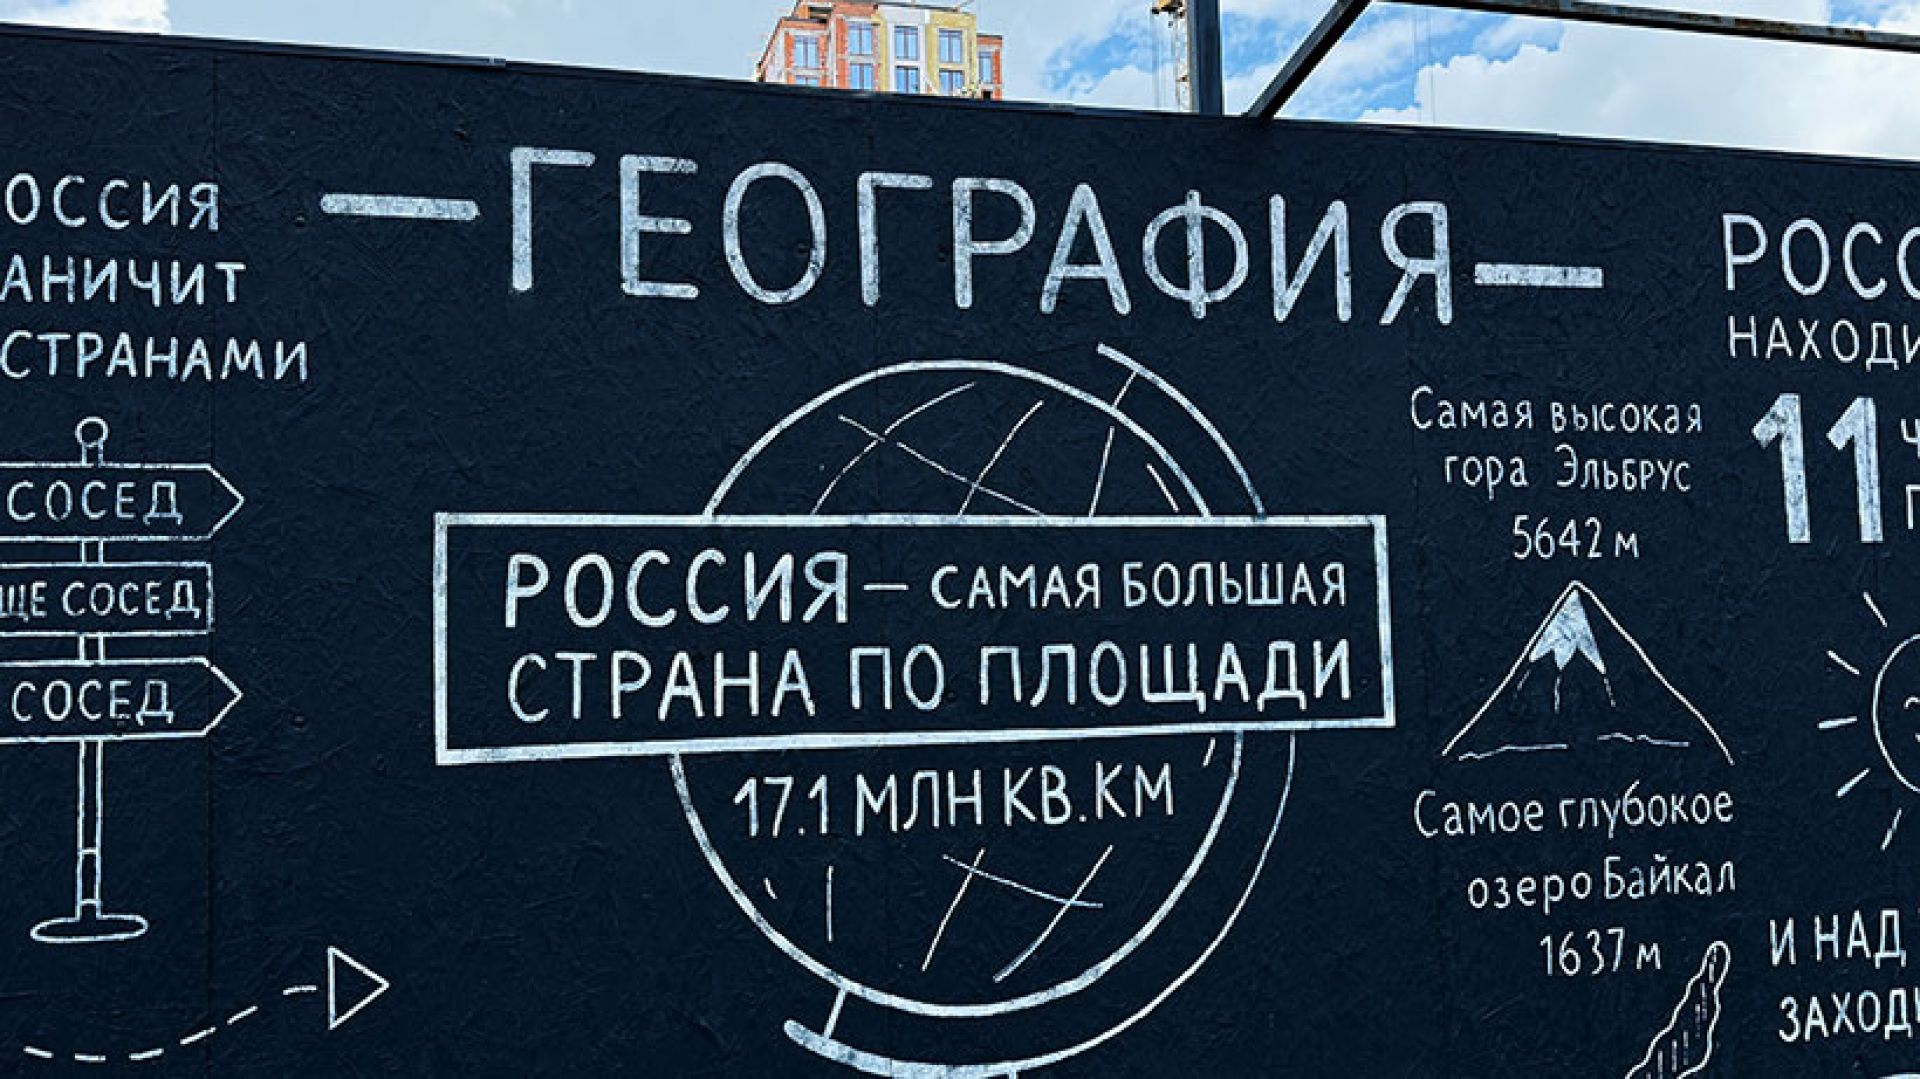 — ГЕОГРАФИЯ —
ОССИЯ
АНИЧИТ
СТРАНАМИ
СОСЕД
ЩЕ СОСЕД
СОСЕД
РОССИЯ — САМАЯ БОЛЬШАЯ
СТРАНА ПО ПЛОЩАДИ
17.1 МЛН КВ.КМ
Самая высокая
гора Эльбрус
5642 м
Самое глубокое
озеро Байкал
1637 м
РОСС
НАХОДИ
11 Ч
И НАД
ЗАХОД